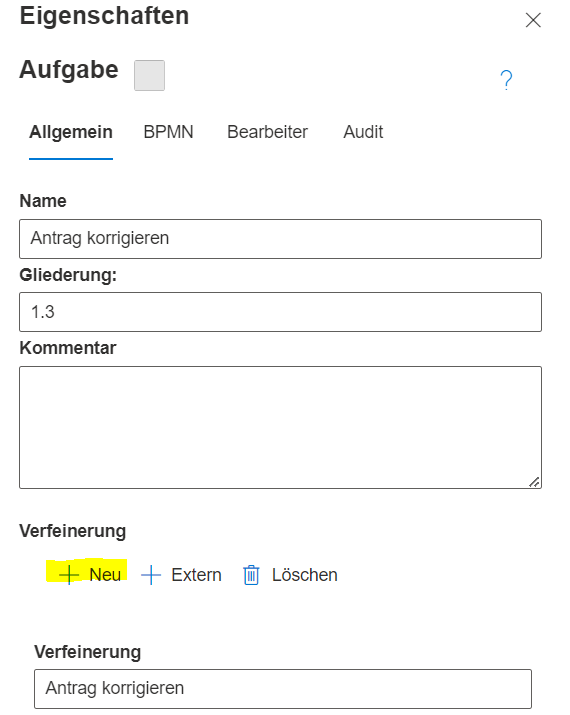 Eigenschaften
Aufgabe
?
Allgemein BPMN Bearbeiter Audit
Name
Antrag korrigieren
Gliederung:
1.3
Kommentar
Verfeinerung
Neu Extern Löschen
Verfeinerung
Antrag korrigieren